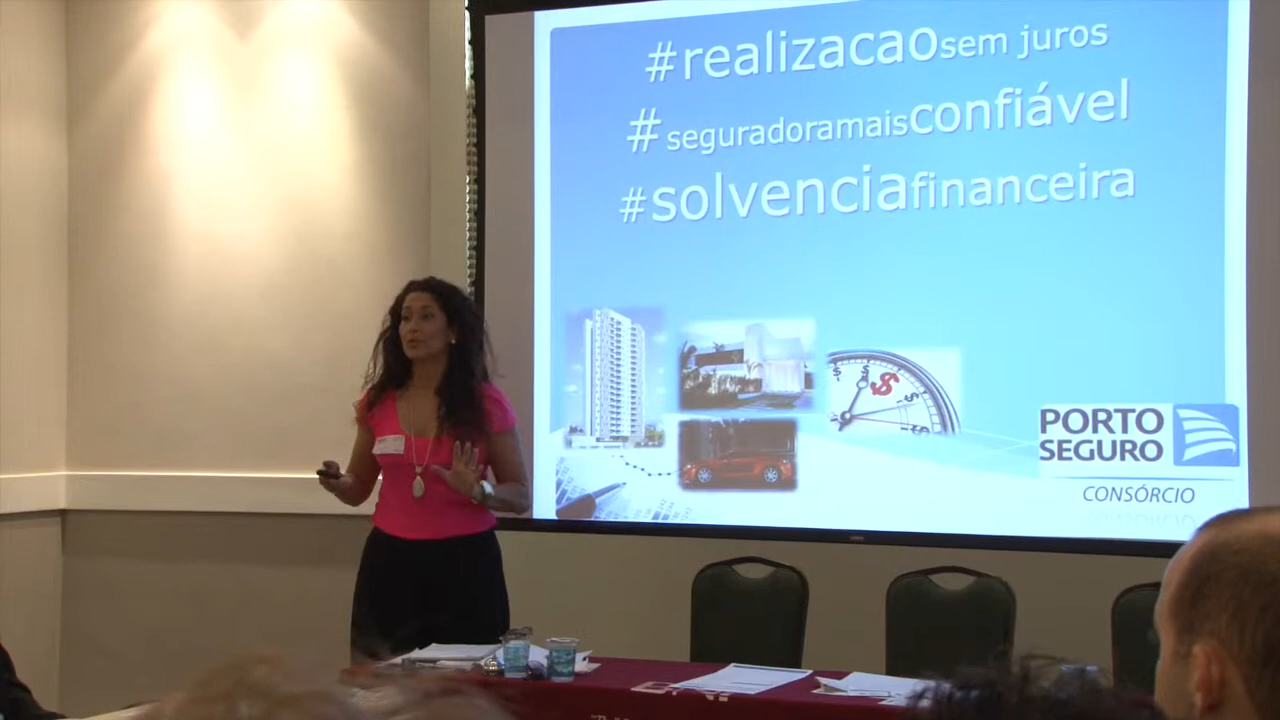 #realizacaosem juros
#seguradoramaisconfiável
#solvenciafinanceira
PORTO
SEGURO
CONSÓRCIO